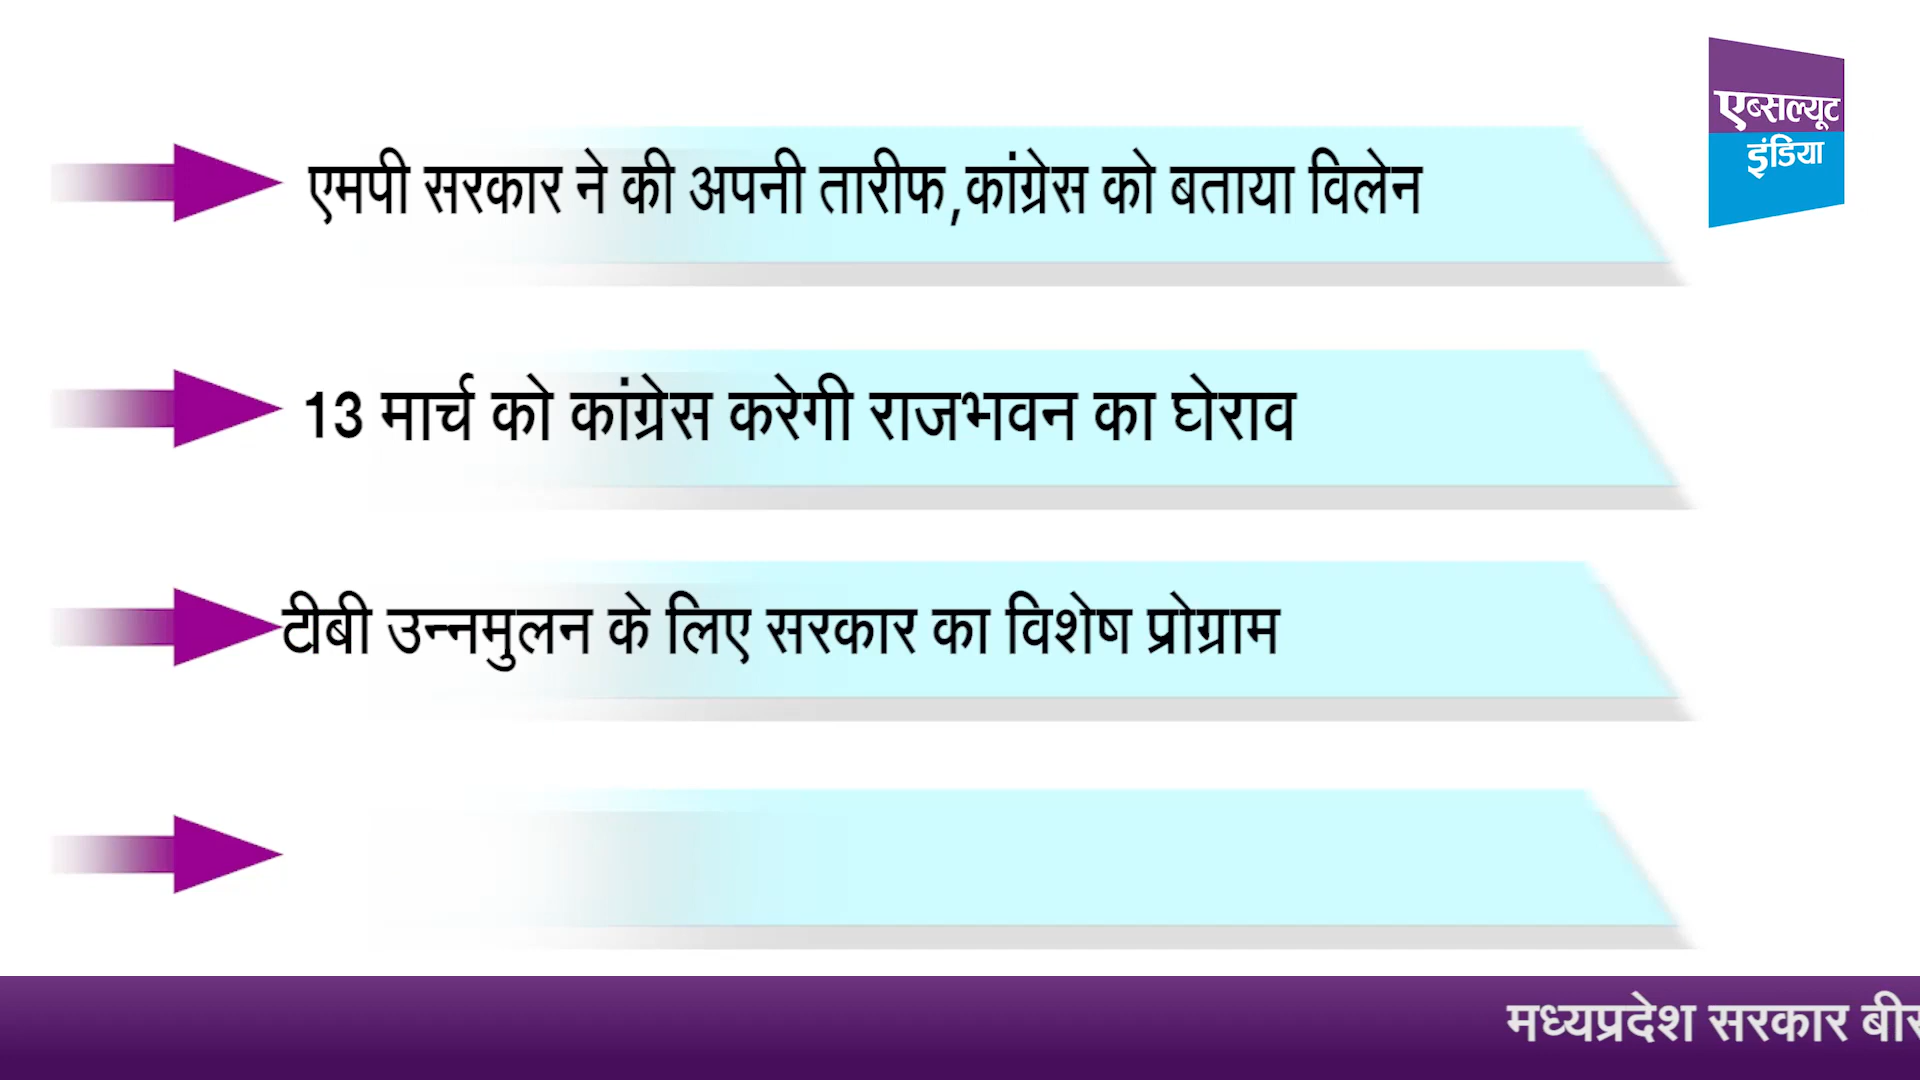 एब्सल्यूट
इंडिया
एमपी सरकार ने की अपनी तारीफ,कांग्रेस को बताया विलेन
13 मार्च को कांग्रेस करेगी राजभवन का घेराव
टीबी उन्नमुलन के लिए सरकार का विशेष प्रोग्राम
मध्यप्रदेश सरकार